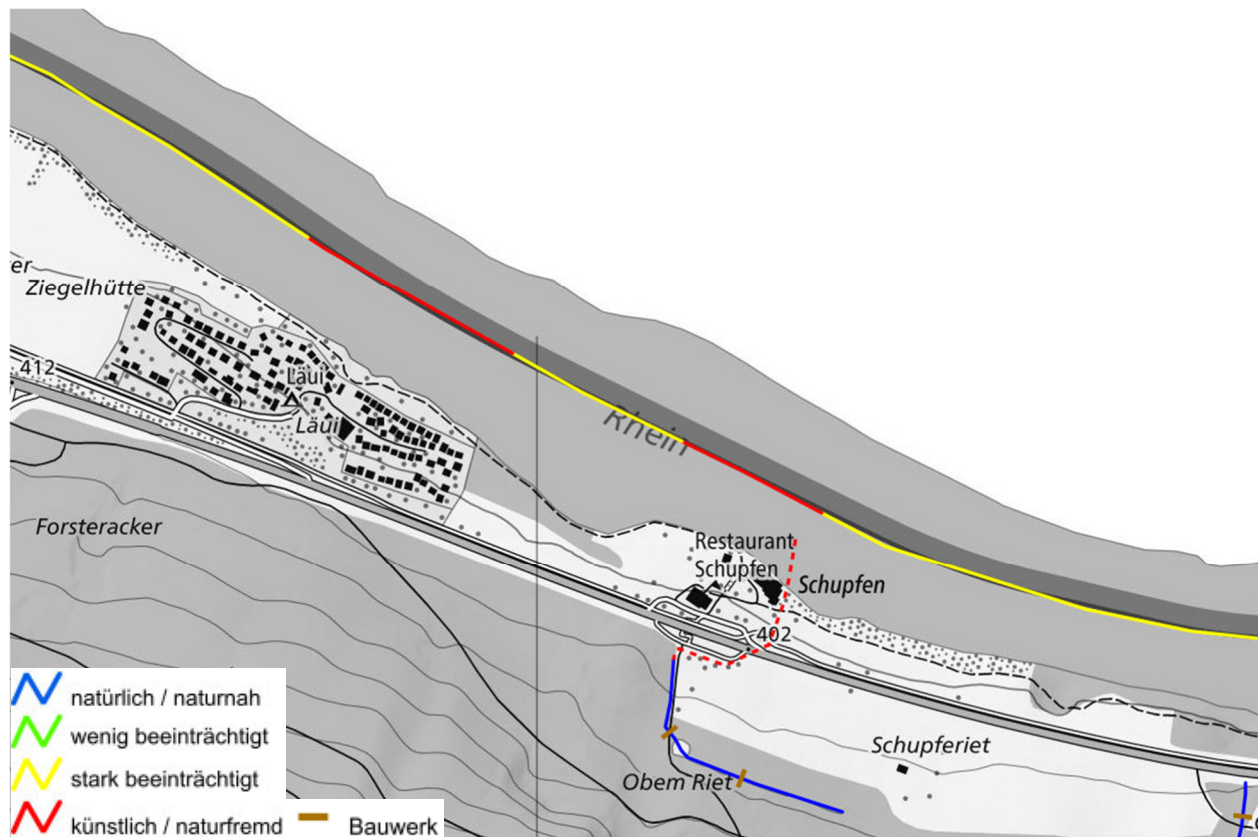 er
Ziegelhütte
412
Läui
Läui
Rhein
Forsteracker
Restaurant
Schupfen
Schupfen
402
Schupferiet
Obem Riet
natürlich / naturnah
wenig beeinträchtigt
stark beeinträchtigt
künstlich / naturfremd
Bauwerk